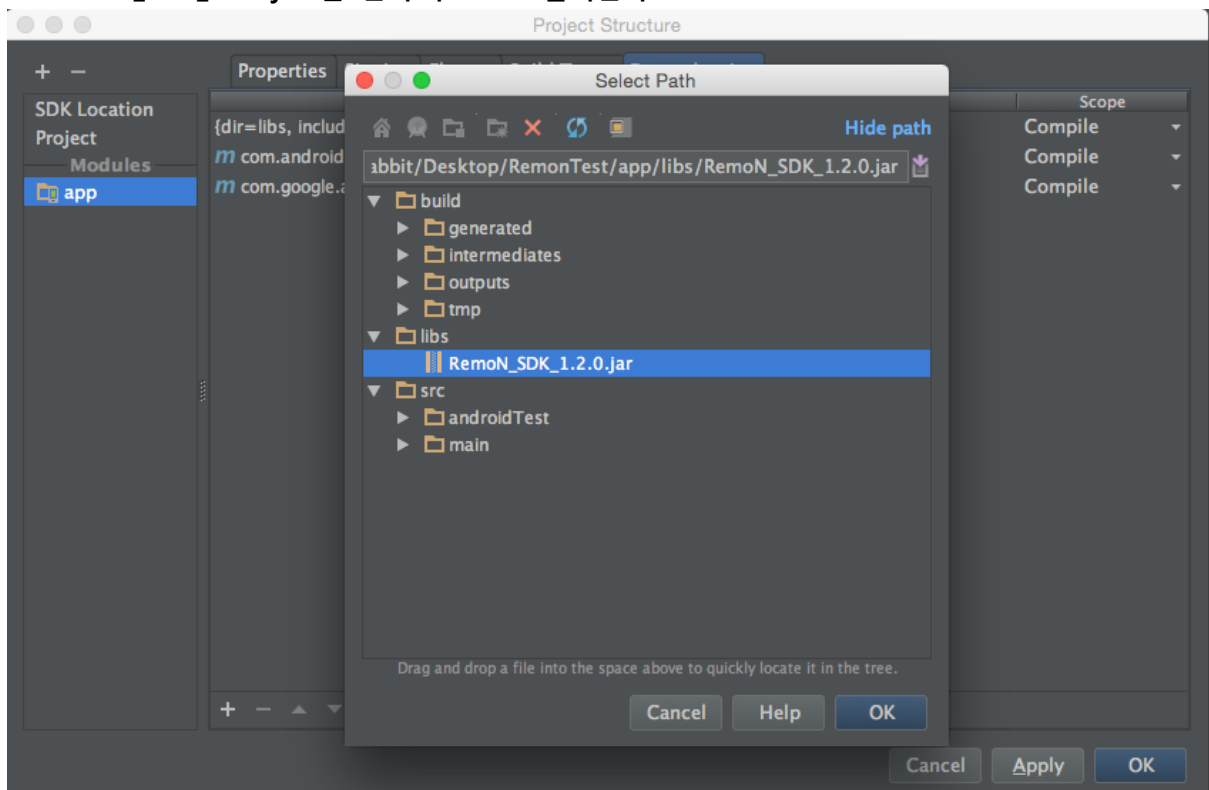 Project Structure
Properties
Select Path
SDK Location
Project
Modules
app
Scope
{dir=libs, includ
Compile
m com.android
Compile
m com.google.a
Compile
Hide path
abbit/Desktop/RemonTest/app/libs/RemoN_SDK_1.2.0.jar
build
generated
intermediates
outputs
tmp
libs
RemoN_SDK_1.2.0.jar
src
androidTest
main
Drag and drop a file into the space above to quickly locate it in the tree.
Cancel Help OK
Cancel Apply OK